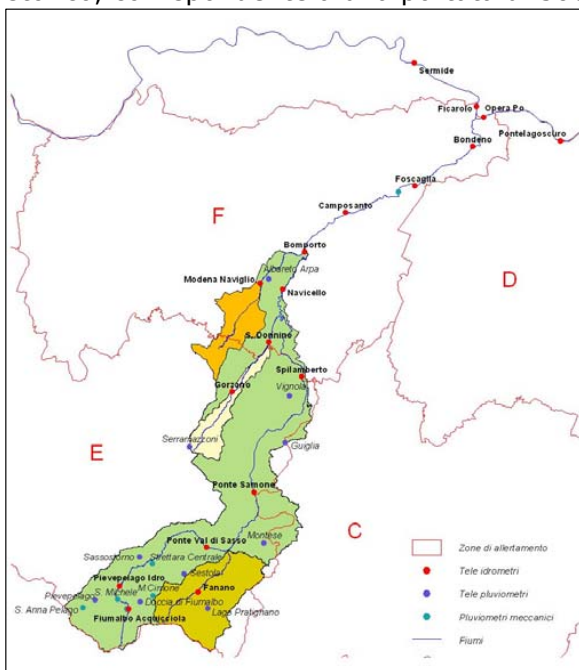 Sermide
Ficarolo
Opera Po
Pontelagoscuro
Bondeno
Foscaglia
Camposanto
F
Bomporto
Albareto Arpa
Modena Naviglio
Navicello
D
S. Donnino
Spilamberto
Gorzano
Vignola
Serramazzoni
Guiglia
E
Ponte Samone
C
Ponte Val di Sasso
Montese
Sassostorno
Strettara Centrale
Sestola
Pievepelago Idro
M.Cimone
Fanano
Pievepelago
S. Michele
Doccia di Fiumalbo
S. Anna Pelago
Lago Pratignano
Fiumalbo Acquicciola
Zone di allertamento
Tele idrometri
Tele pluviometri
Pluviometri meccanici
Fiumi